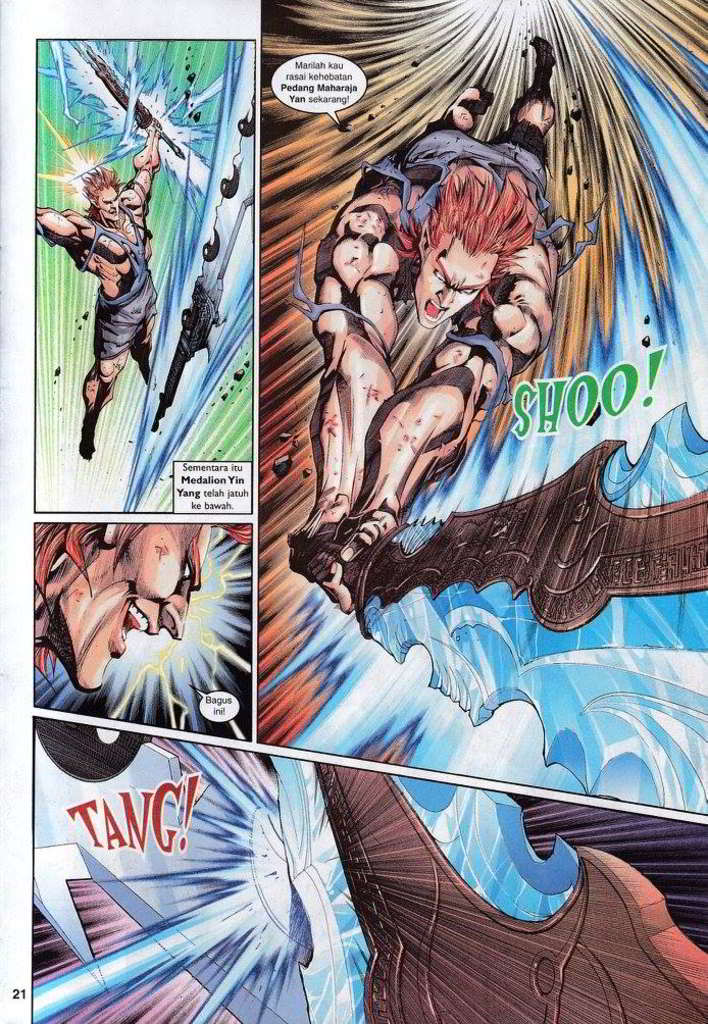 Sementara itu
Medalion Yin
Yang telah jatuh
ke bawah.
Marilah kau
rasai kehebatan
Pedang Maharaja
Yan sekarang!
SHOO!
Bagus
ini!
TANG!
21